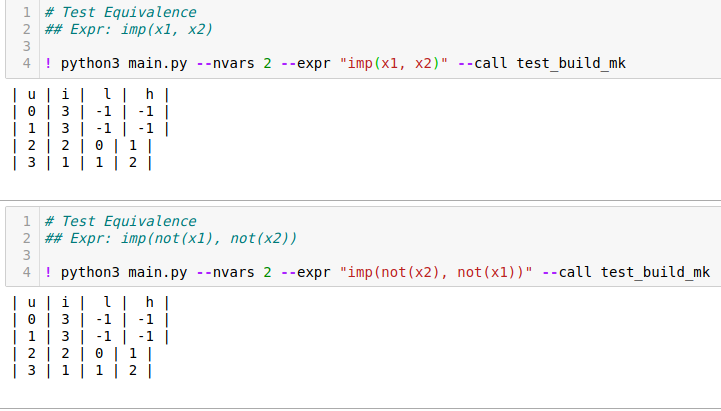 1 # Test Equivalence
2 ## Expr: imp(x1, x2)
3
4 ! python3 main.py --nvars 2 --expr "imp(x1, x2)" --call test_build_mk
| u | i | l | h |
| 0 | 3 | -1 | -1 |
| 1 | 3 | -1 | -1 |
| 2 | 2 | 0 | 1 |
| 3 | 1 | 1 | 2 |
1 # Test Equivalence
2 ## Expr: imp(not(x1), not(x2))
3
4 ! python3 main.py --nvars 2 --expr "imp(not(x2), not(x1))" --call test_build_mk
| u | i | l | h |
| 0 | 3 | -1 | -1 |
| 1 | 3 | -1 | -1 |
| 2 | 2 | 0 | 1 |
| 3 | 1 | 1 | 2 |